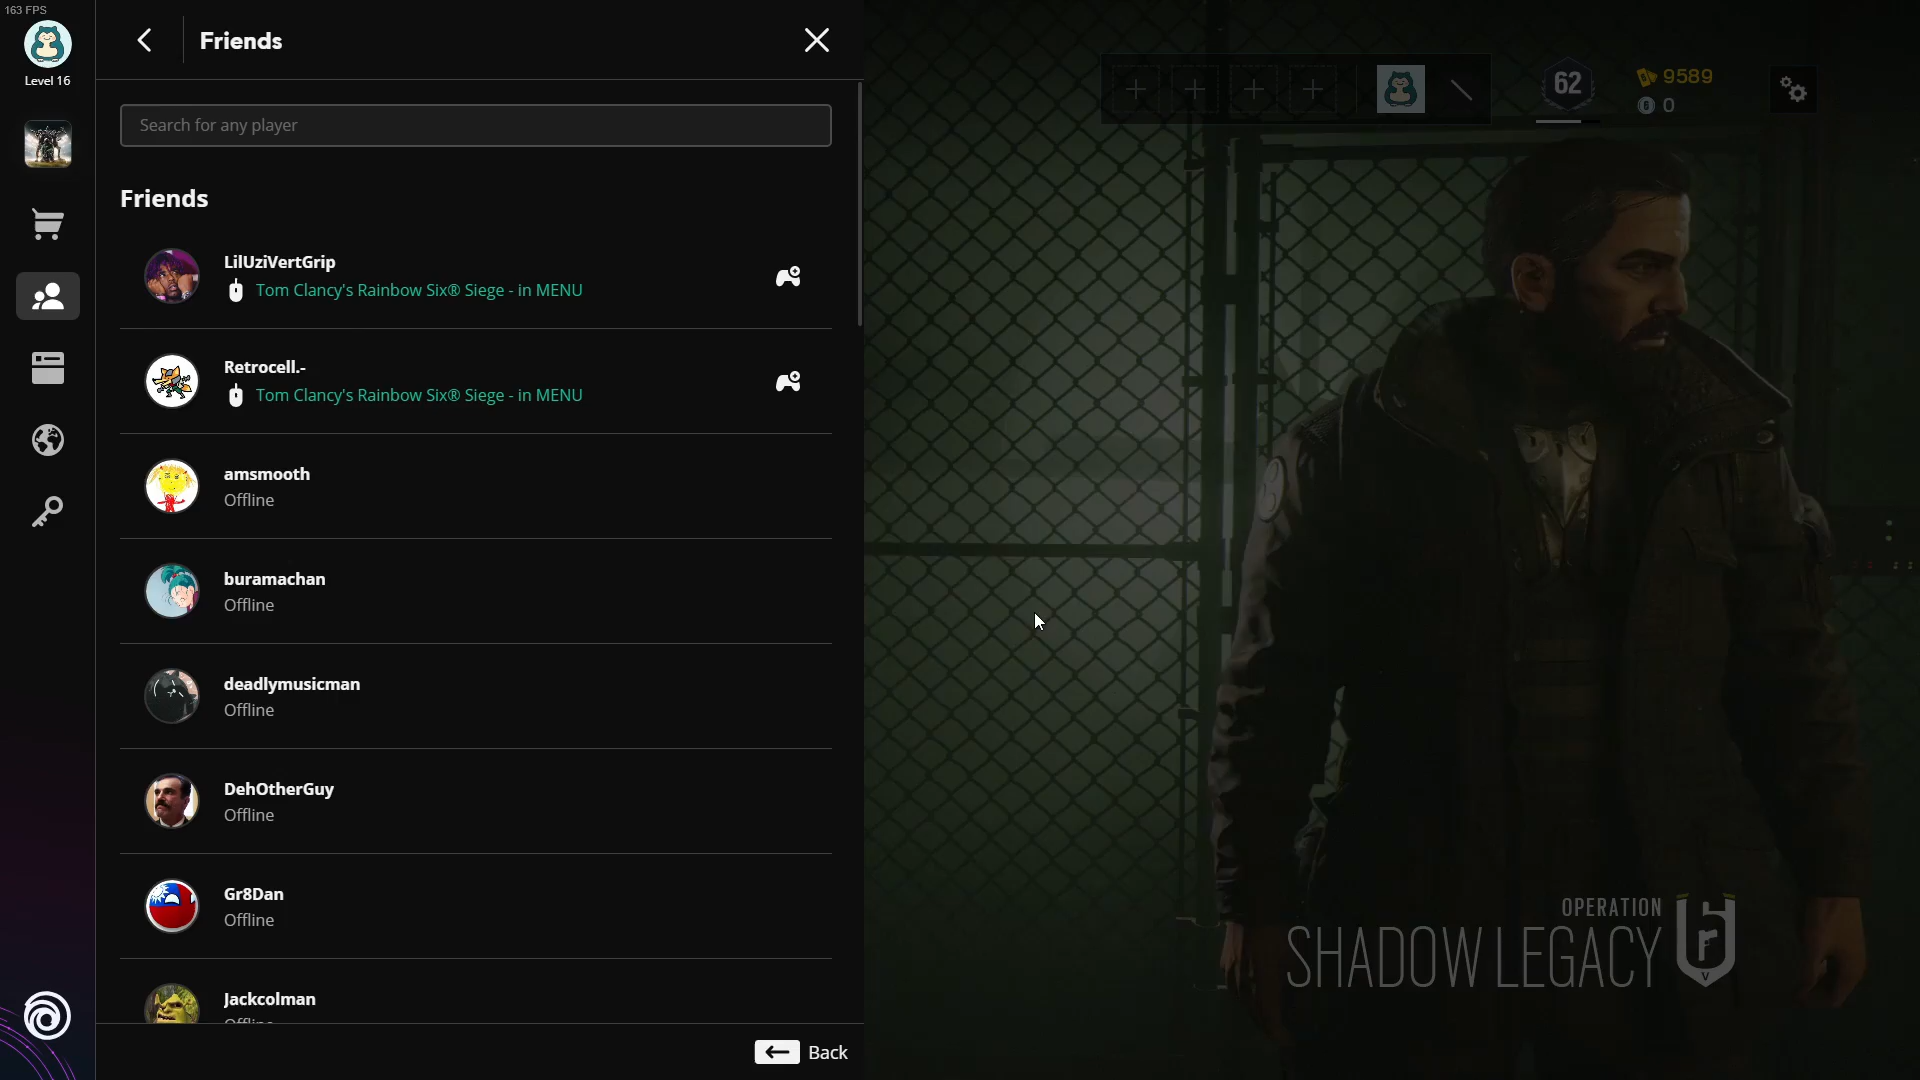 163 FPS
Level 16
Friends
Search for any player
Friends
LilUziVertGrip
Tom Clancy's Rainbow Six® Siege - in MENU
Retrocell.-
Tom Clancy's Rainbow Six® Siege - in MENU
amsmooth
Offline
buramachan
Offline
deadlymusicman
Offline
DehOtherGuy
Offline
Gr8Dan
Offline
Jackcolman
Offline
Back
62
9589
0
OPERATION
SHADOW LEGACY